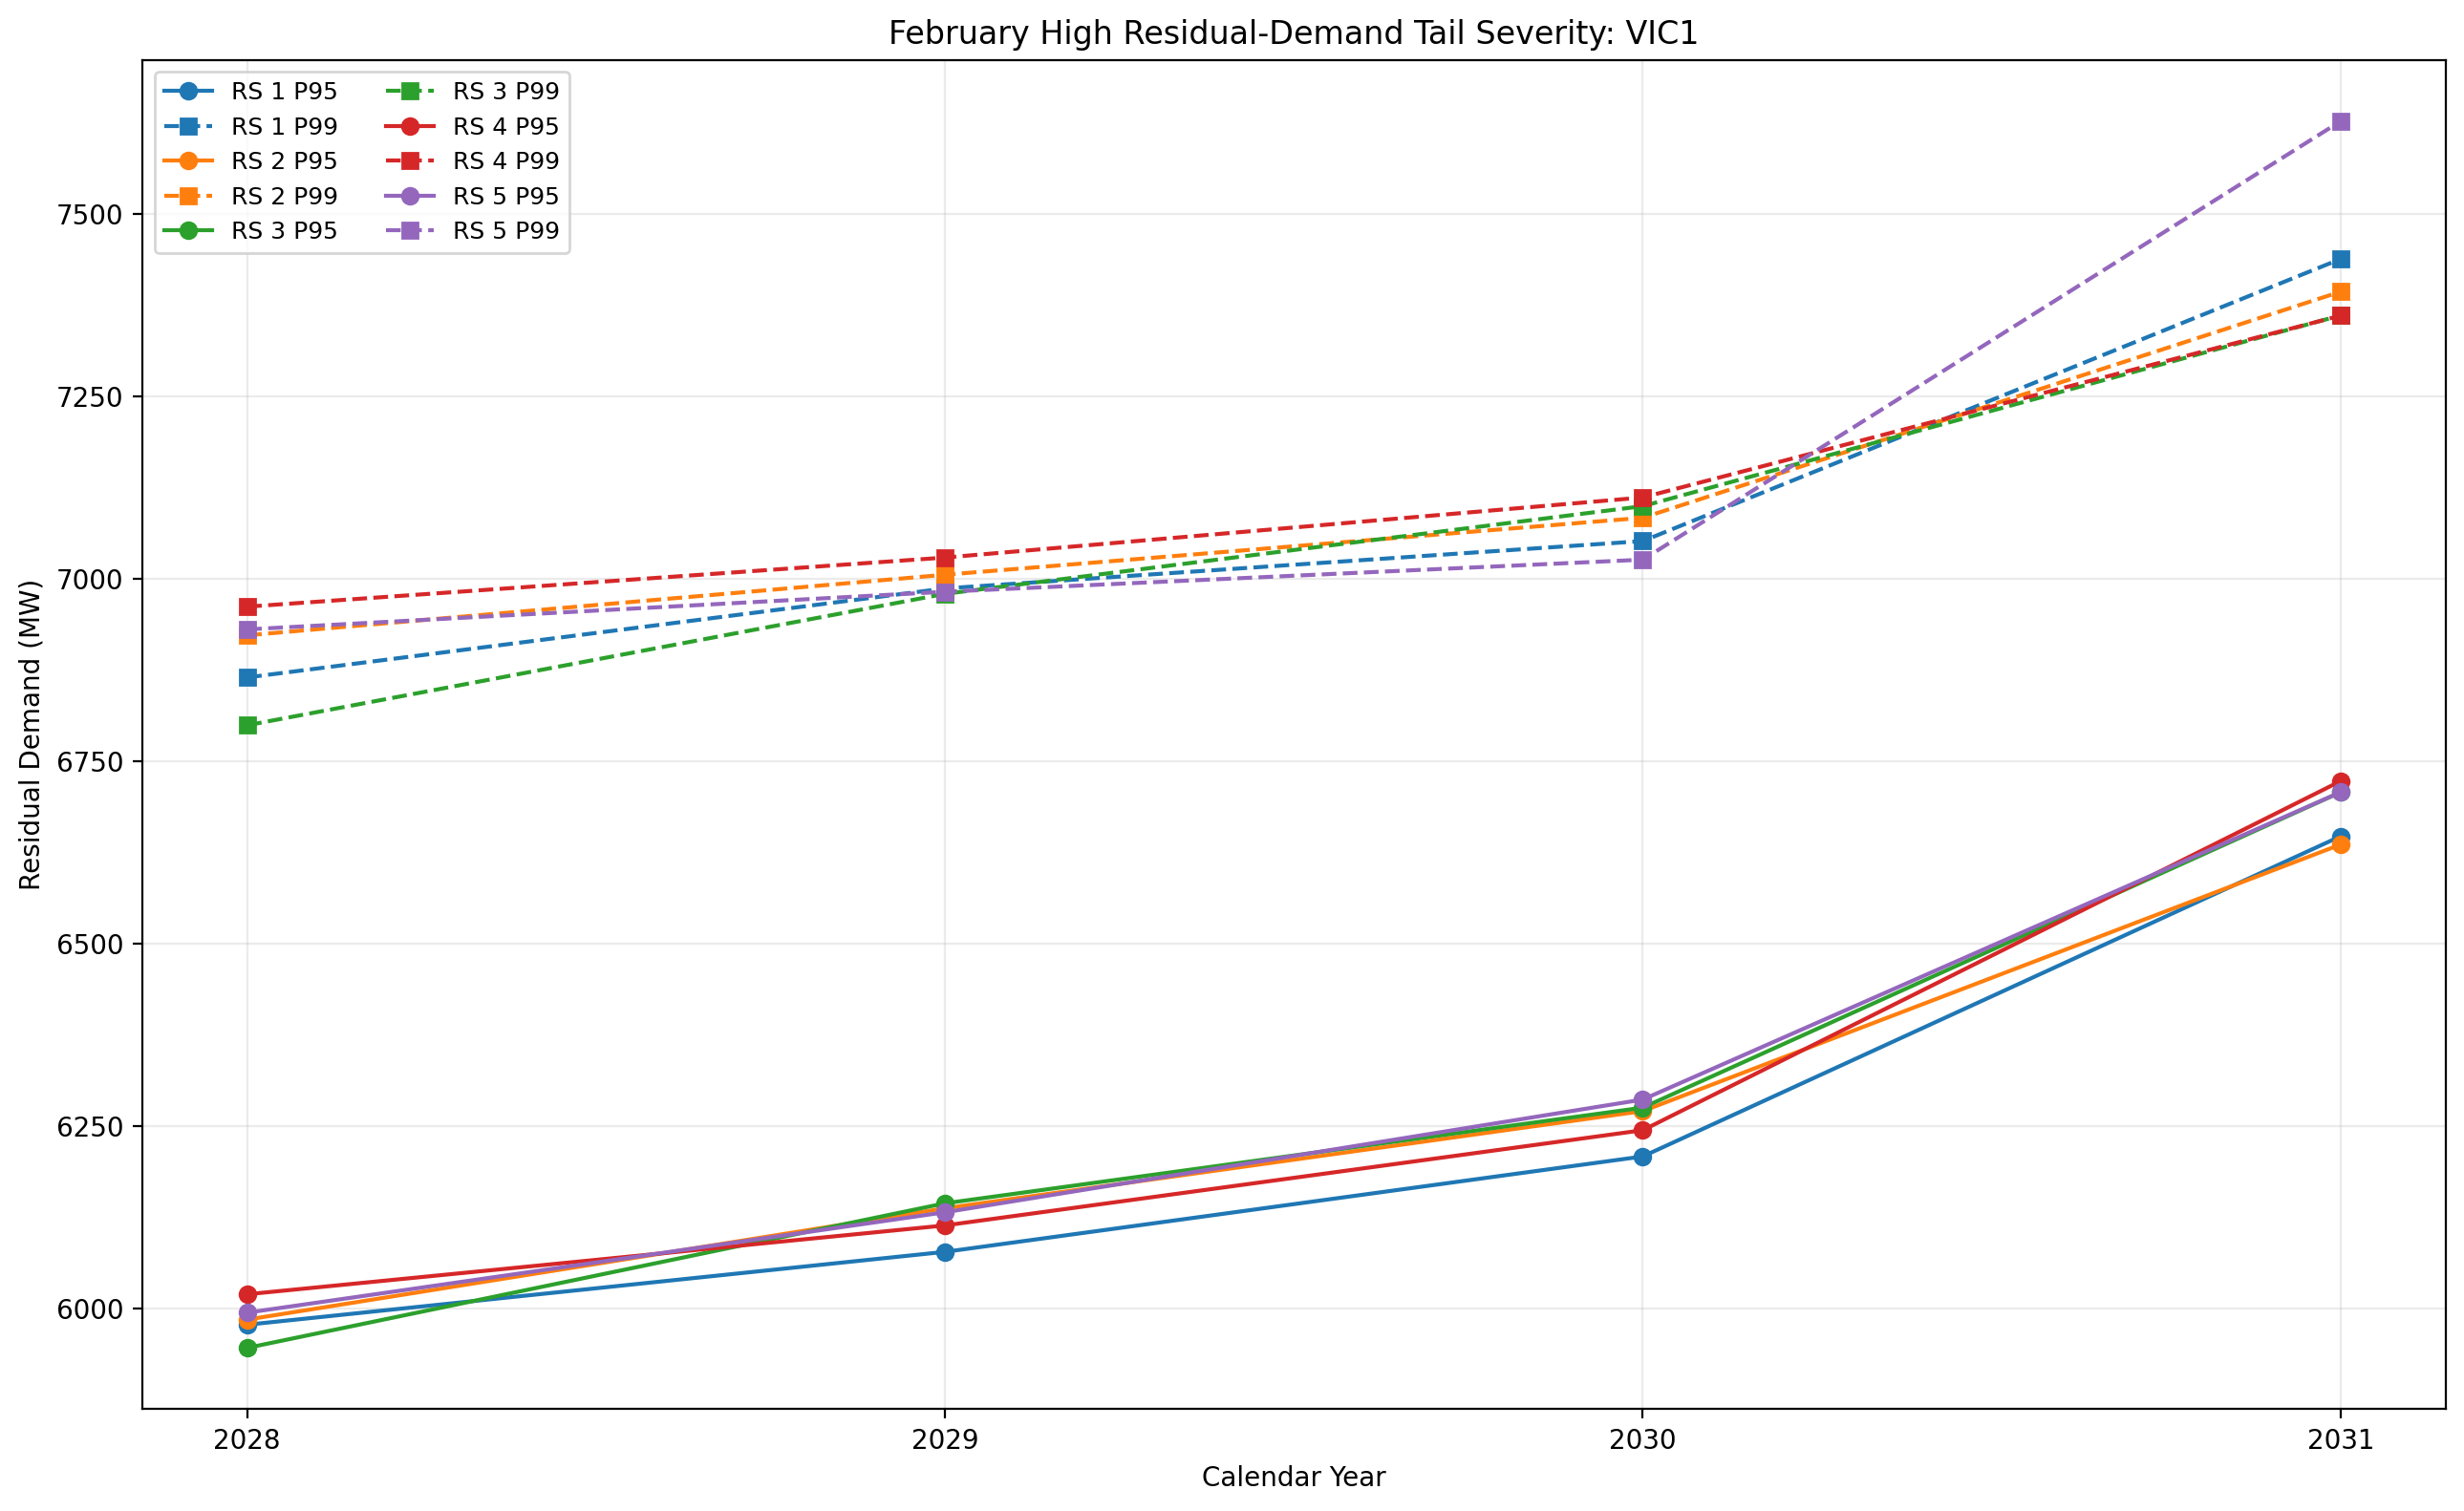 February High Residual-Demand Tail Severity: VIC1
RS 1 P95
RS 1 P99
RS 2 P95
RS 2 P99
RS 3 P95
RS 3 P99
RS 4 P95
RS 4 P99
RS 5 P95
RS 5 P99
Residual Demand (MW)
7500
7250
7000
6750
6500
6250
6000
2028
2029
2030
2031
Calendar Year